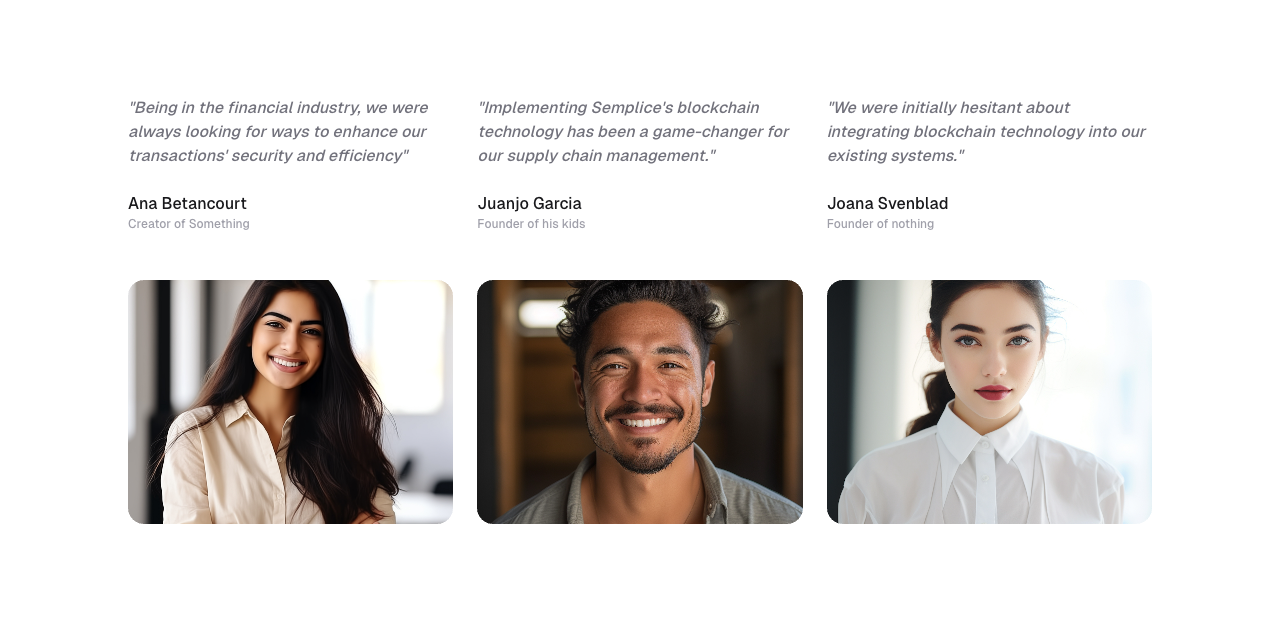 "Being in the financial industry, we were
always looking for ways to enhance our
transactions' security and efficiency"
Ana Betancourt
Creator of Something
"Implementing Semplice's blockchain
technology has been a game-changer for
our supply chain management."
Juanjo Garcia
Founder of his kids
"We were initially hesitant about
integrating blockchain technology into our
existing systems."
Joana Svenblad
Founder of nothing